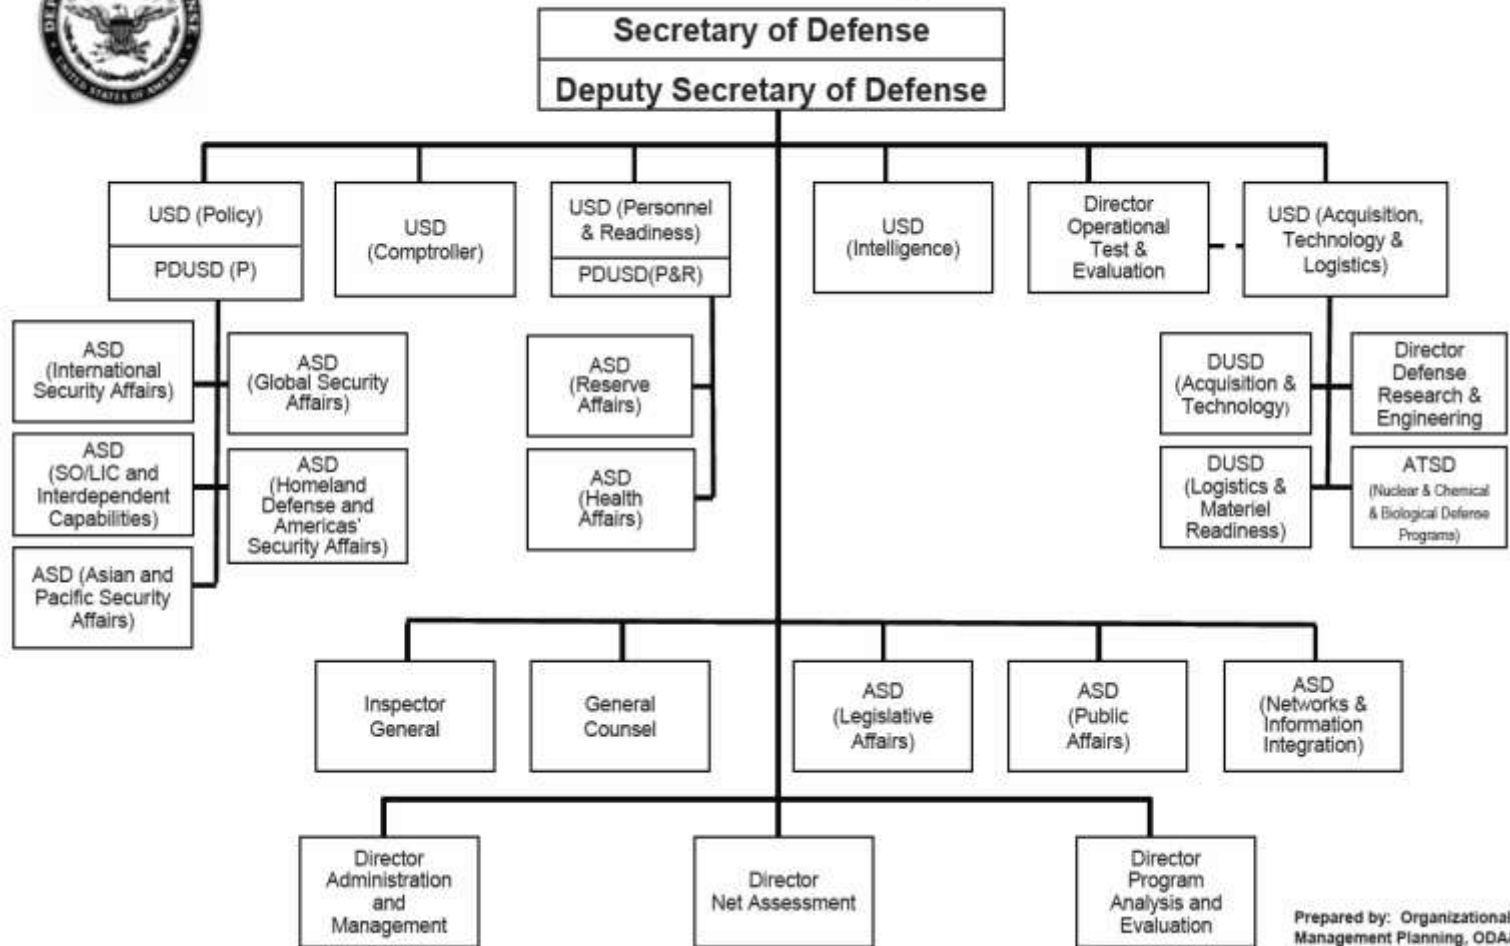 UNITED STATES OF AMERICA
Secretary of Defense
Deputy Secretary of Defense
USD (Policy)
PDUSD (P)
USD
(Comptroller)
USD (Personnel
& Readiness)
PDUSD(P&R)
USD
(Intelligence)
Director
Operational
Test &
Evaluation
USD (Acquisition,
Technology &
Logistics)
ASD
(International
Security Affairs)
ASD
(Global Security
Affairs)
ASD
(SO/LIC and
Interdependent
Capabilities)
ASD
(Homeland
Defense and
Americas'
Security Affairs)
ASD (Asian and
Pacific Security
Affairs)
ASD
(Reserve
Affairs)
ASD
(Health
Affairs)
DUSD
(Acquisition &
Technology)
Director
Defense
Research &
Engineering
DUSD
(Logistics &
Materiel
Readiness)
ATSD
(Nuclear & Chemical
& Biological Defense
Programs)
Inspector
General
General
Counsel
ASD
(Legislative
Affairs)
ASD
(Public
Affairs)
ASD
(Networks &
Information
Integration)
Director
Administration
and
Management
Director
Net Assessment
Director
Program
Analysis and
Evaluation
Prepared by: Organizational
Management Planning, ODA